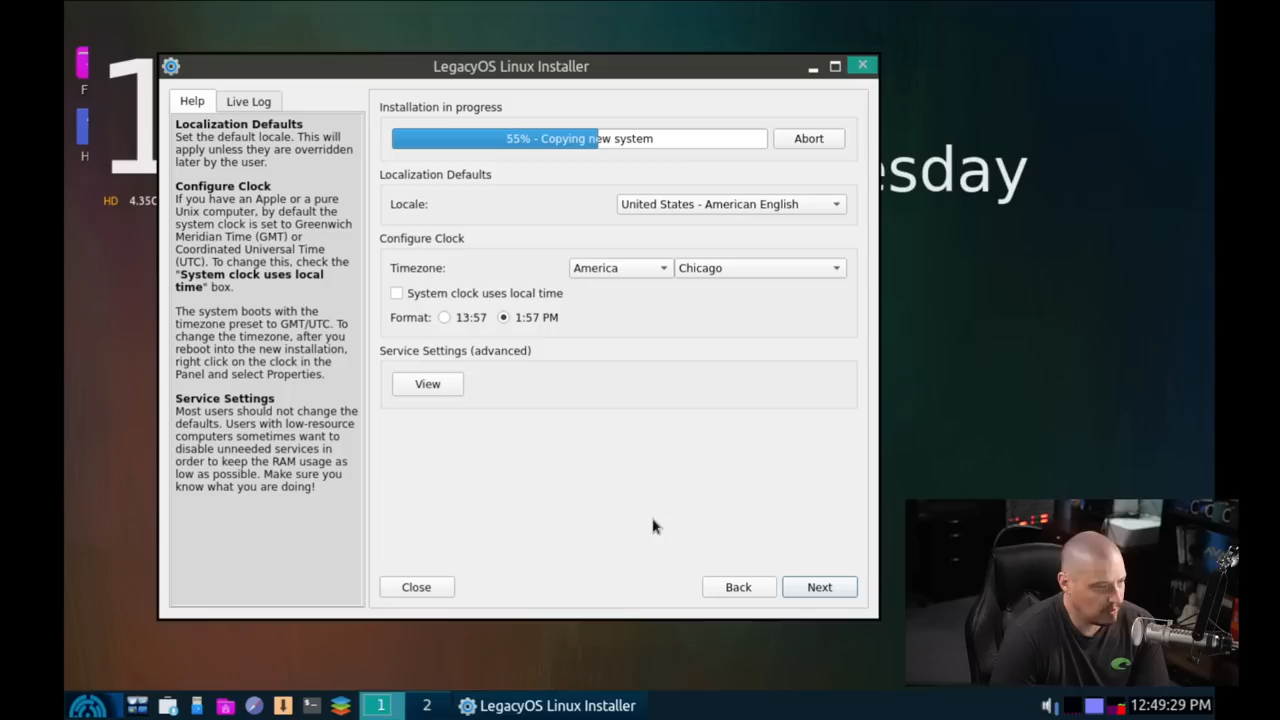 1
esday
F
H
HD 4.35G
LegacyOS Linux Installer
Help
Live Log
Localization Defaults
Set the default locale. This will
apply unless they are overridden
later by the user.
Configure Clock
If you have an Apple or a pure
Unix computer, by default the
system clock is set to Greenwich
Meridian Time (GMT) or
Coordinated Universal Time
(UTC). To change this, check the
"System clock uses local
time" box.
The system boots with the
timezone preset to GMT/UTC. To
change the timezone, after you
reboot into the new installation,
right click on the clock in the
Panel and select Properties.
Service Settings
Most users should not change the
defaults. Users with low-resource
computers sometimes want to
disable unneeded services in
order to keep the RAM usage as
low as possible. Make sure you
know what you are doing!
Installation in progress
55% - Copying new system
Abort
Localization Defaults
Locale: United States - American English
Configure Clock
Timezone: America Chicago
System clock uses local time
Format: 13:57 1:57 PM
Service Settings (advanced)
View
Close
Back
Next
1 2 LegacyOS Linux Installer 12:49:29 PM